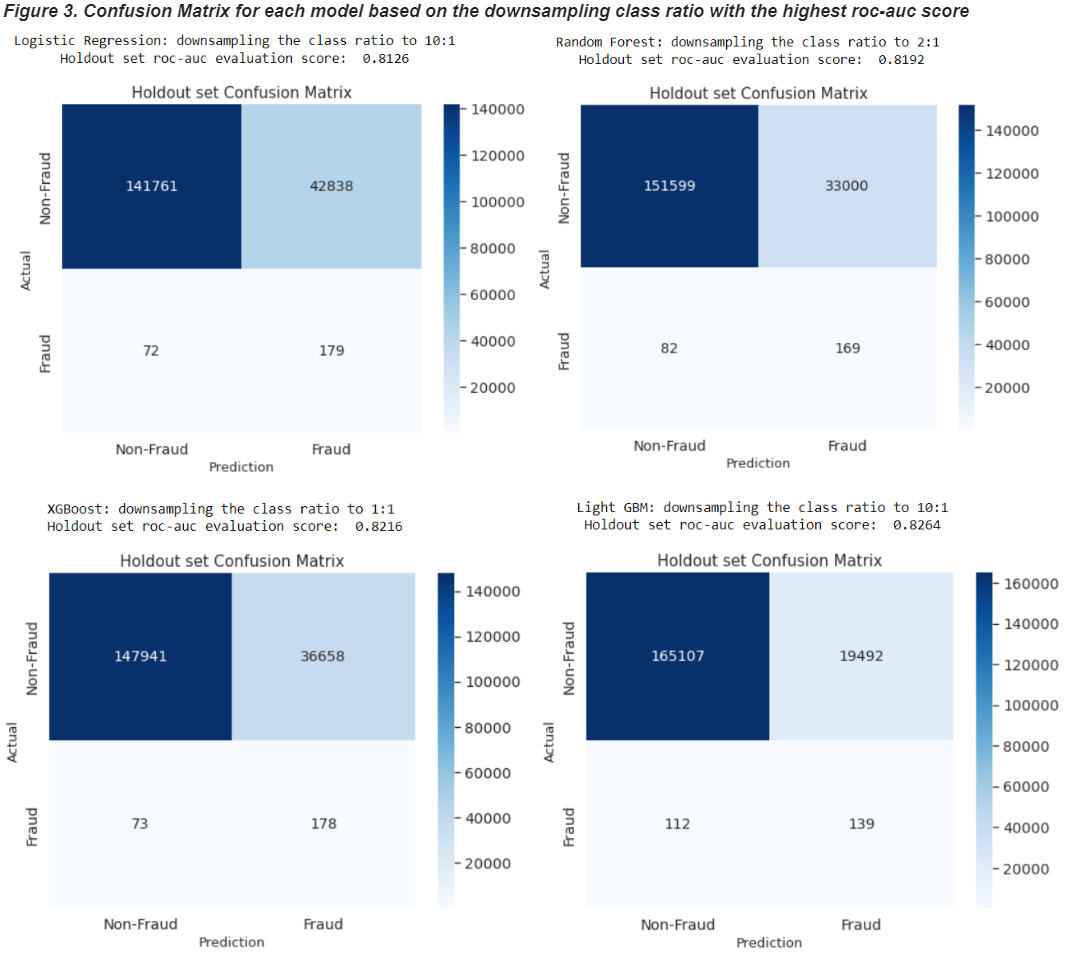 Figure 3. Confusion Matrix for each model based on the downsampling class ratio with the highest roc-auc score
Logistic Regression: downsampling the class ratio to 10:1
Holdout set roc-auc evaluation score: 0.8126
Holdout set Confusion Matrix
Actual
Non-Fraud
Fraud
141761
42838
72
179
Non-Fraud
Fraud
Prediction
140000
120000
100000
80000
60000
40000
20000
Random Forest: downsampling the class ratio to 2:1
Holdout set roc-auc evaluation score: 0.8192
Holdout set Confusion Matrix
Actual
Non-Fraud
Fraud
151599
33000
82
169
Non-Fraud
Fraud
Prediction
140000
120000
100000
80000
60000
40000
20000
XGBoost: downsampling the class ratio to 1:1
Holdout set roc-auc evaluation score: 0.8216
Holdout set Confusion Matrix
Actual
Non-Fraud
Fraud
147941
36658
73
178
Non-Fraud
Fraud
Prediction
140000
120000
100000
80000
60000
40000
20000
Light GBM: downsampling the class ratio to 10:1
Holdout set roc-auc evaluation score: 0.8264
Holdout set Confusion Matrix
Actual
Non-Fraud
Fraud
165107
19492
112
139
Non-Fraud
Fraud
Prediction
160000
140000
120000
100000
80000
60000
40000
20000